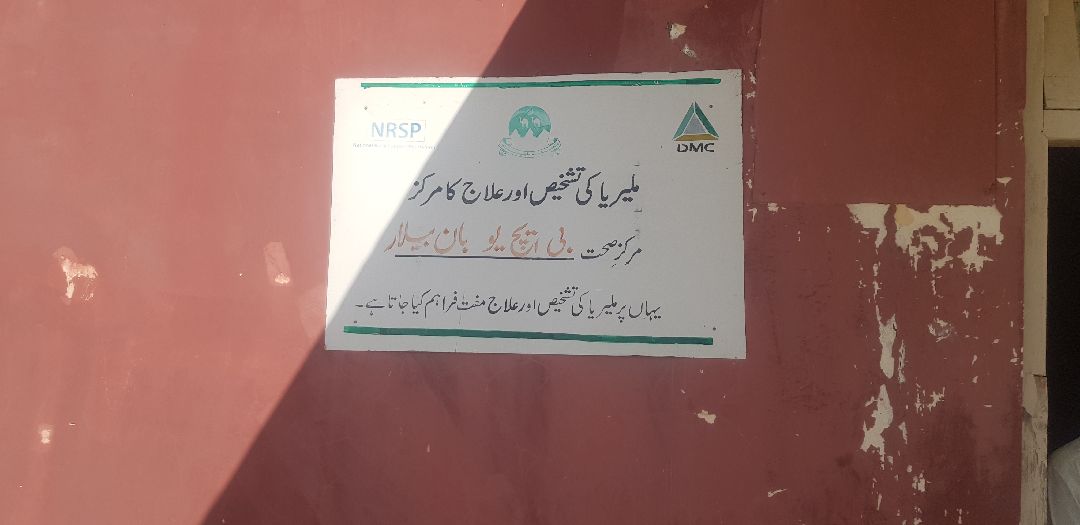 NRSP
DMC
ملیریا کی تشخیص اور علاج کا مرکز
مرکز صحت بی ایچ یو بان بیلار
یہاں پر ملیریا کی تشخیص اور علاج مفت فراہم کیا جاتا ہے۔